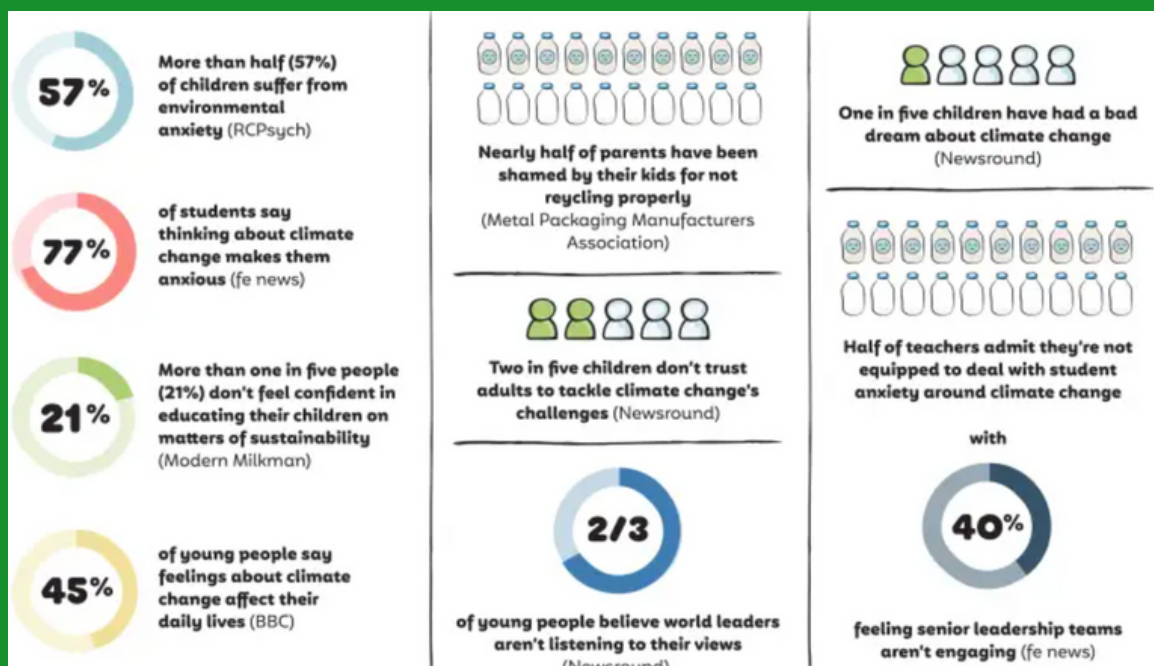 57%
More than half (57%)
of children suffer from
environmental
anxiety (RCPsych)
77%
of students say
thinking about climate
change makes them
anxious (fe news)
21%
More than one in five people
(21%) don't feel confident in
educating their children on
matters of sustainability
(Modern Milkman)
45%
of young people say
feelings about climate
change affect their
daily lives (BBC)
Nearly half of parents have been
shamed by their kids for not
reycling properly
(Metal Packaging Manufacturers
Association)
Two in five children don't trust
adults to tackle climate change's
challenges (Newsround)
2/3
of young people believe world leaders
aren't listening to their views
(Newsround)
One in five children have had a bad
dream about climate change
(Newsround)
Half of teachers admit they're not
equipped to deal with student
anxiety around climate change
with
40%
feeling senior leadership teams
aren't engaging (fe news)